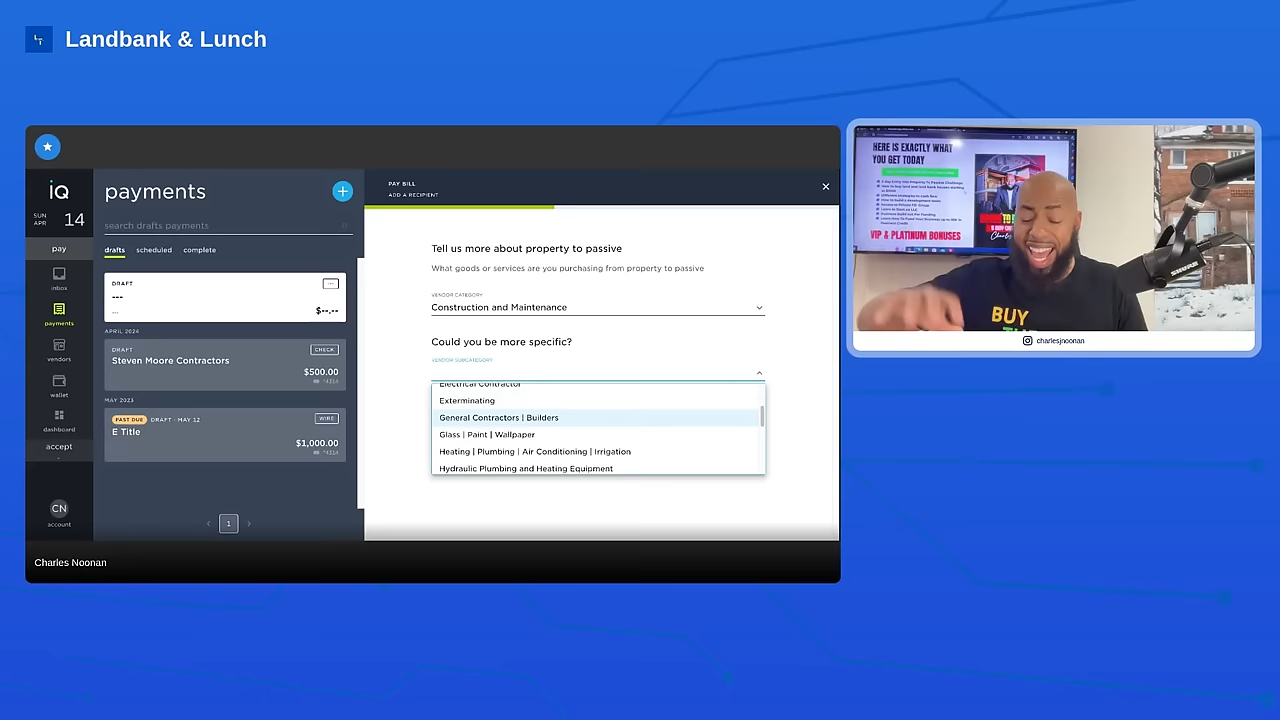 Landbank & Lunch
iQ
SUN
APR
14
pay
inbox
payments
vendors
wallet
dashboard
accept
CN
account
payments
search drafts payments
drafts
scheduled
complete
DRAFT
---
...
$--.--
APRIL 2024
DRAFT
CHECK
Steven Moore Contractors
$500.00
MAY 2023
PAST DUE
DRAFT - MAY 12
WIRE
E Title
$1,000.00
1
PAY BILL
ADD A RECIPIENT
Tell us more about property to passive
What goods or services are you purchasing from property to passive
VENDOR CATEGORY
Construction and Maintenance
Could you be more specific?
VENDOR SUBCATEGORY
Electrical Contractor
Exterminating
General Contractors | Builders
Glass | Paint | Wallpaper
Heating | Plumbing | Air Conditioning | Irrigation
Hydraulic Plumbing and Heating Equipment
Charles Noonan
HERE IS EXACTLY WHAT
YOU GET TODAY
VIP & PLATINUM BONUSES
SHURE
BUY
charlesjnoonan